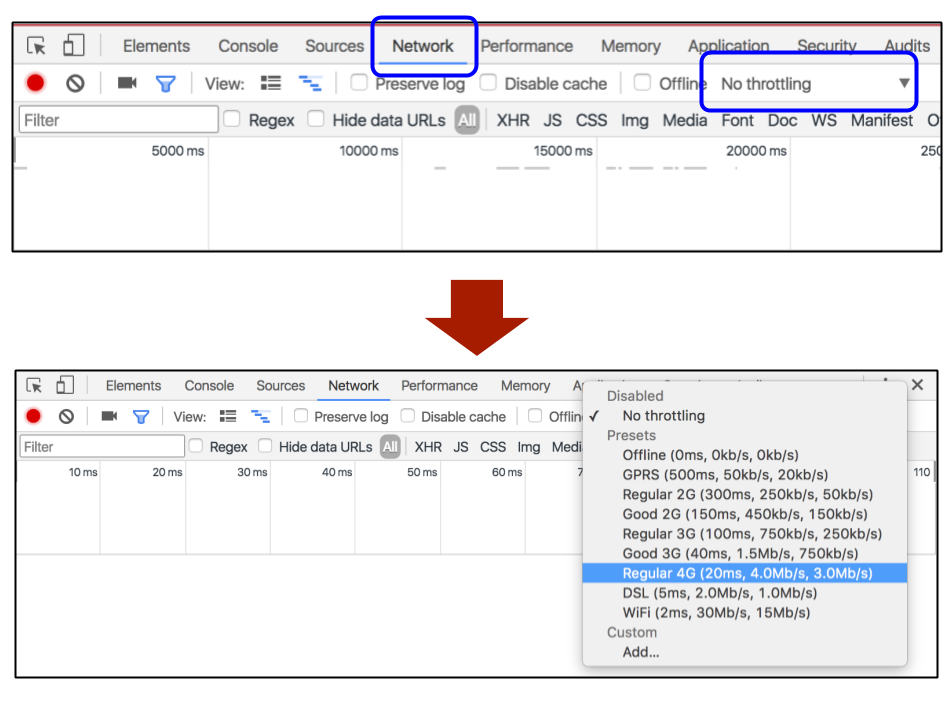 Elements Console Sources Network Performance Memory Application Security Audits
View: Preserve log Disable cache Offline No throttling
Filter Regex Hide data URLs All XHR JS CSS Img Media Font Doc WS Manifest O
5000 ms 10000 ms 15000 ms 20000 ms 250
Elements Console Sources Network Performance Memory A
View: Preserve log Disable cache Offlin
Filter Regex Hide data URLs All XHR JS CSS Img Medi
10 ms 20 ms 30 ms 40 ms 50 ms 60 ms 7 110
Disabled
✓ No throttling
Presets
Offline (0ms, 0kb/s, 0kb/s)
GPRS (500ms, 50kb/s, 20kb/s)
Regular 2G (300ms, 250kb/s, 50kb/s)
Good 2G (150ms, 450kb/s, 150kb/s)
Regular 3G (100ms, 750kb/s, 250kb/s)
Good 3G (40ms, 1.5Mb/s, 750kb/s)
Regular 4G (20ms, 4.0Mb/s, 3.0Mb/s)
DSL (5ms, 2.0Mb/s, 1.0Mb/s)
WiFi (2ms, 30Mb/s, 15Mb/s)
Custom
Add...